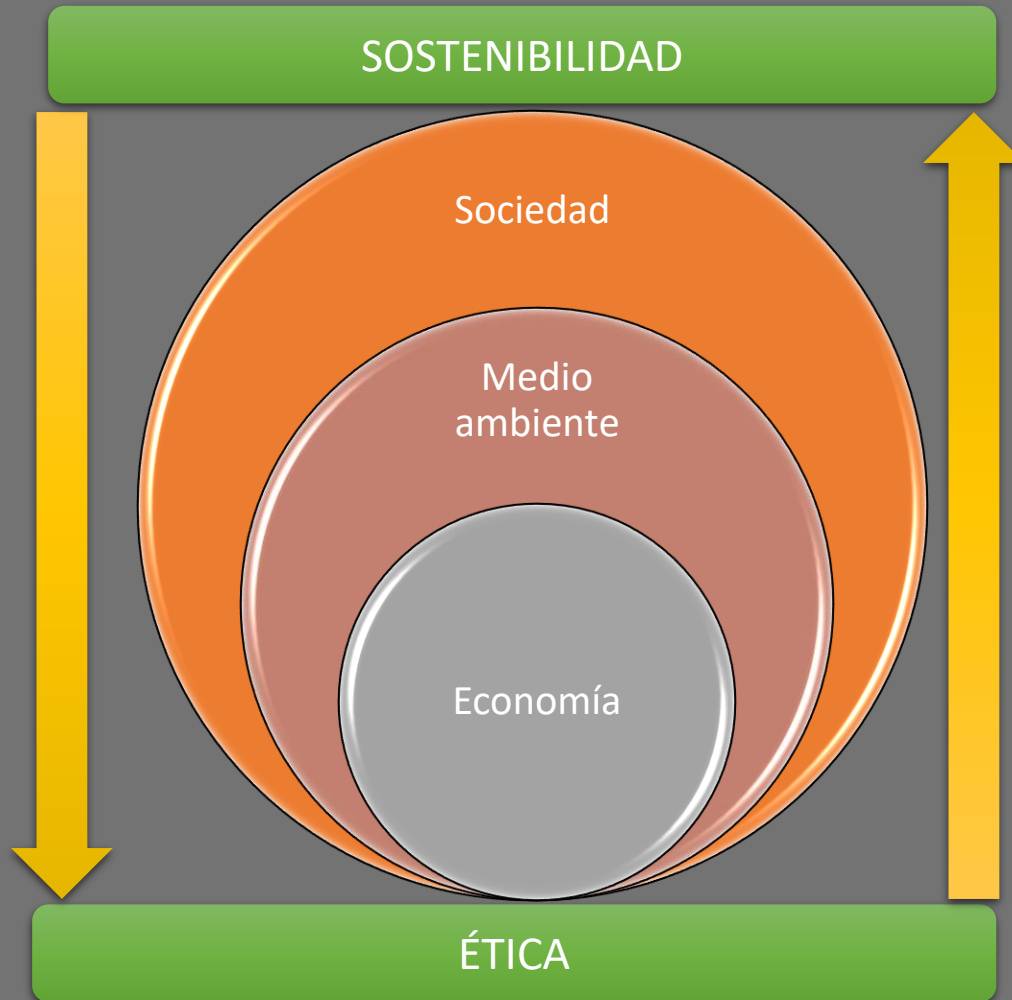 SOSTENIBILIDAD
Sociedad
Medio
ambiente
Economía
ÉTICA